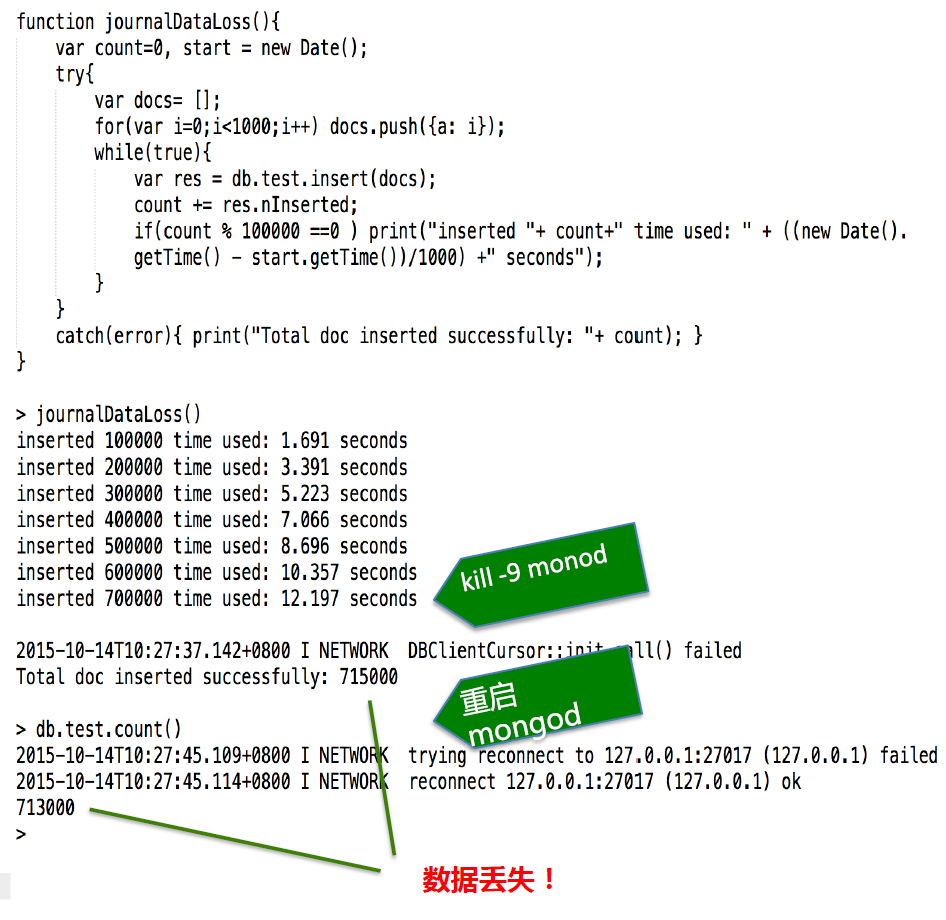 function journalDataLoss(){
    var count=0, start = new Date();
    try{
        var docs= [];
        for(var i=0;i<1000;i++) docs.push({a: i});
        while(true){
            var res = db.test.insert(docs);
            count += res.nInserted;
            if(count % 100000 ==0 ) print("inserted "+ count+" time used: " + ((new Date().
            getTime() - start.getTime())/1000) +" seconds");
        }
    }
    catch(error){ print("Total doc inserted successfully: "+ count); }
}
> journalDataLoss()
inserted 100000 time used: 1.691 seconds
inserted 200000 time used: 3.391 seconds
inserted 300000 time used: 5.223 seconds
inserted 400000 time used: 7.066 seconds
inserted 500000 time used: 8.696 seconds
inserted 600000 time used: 10.357 seconds
inserted 700000 time used: 12.197 seconds
kill -9 monod
2015-10-14T10:27:37.142+0800 I NETWORK  DBClientCursor::init call() failed
Total doc inserted successfully: 715000
重启
mongod
> db.test.count()
2015-10-14T10:27:45.109+0800 I NETWORK  trying reconnect to 127.0.0.1:27017 (127.0.0.1) failed
2015-10-14T10:27:45.114+0800 I NETWORK  reconnect 127.0.0.1:27017 (127.0.0.1) ok
713000
>
数据丢失！